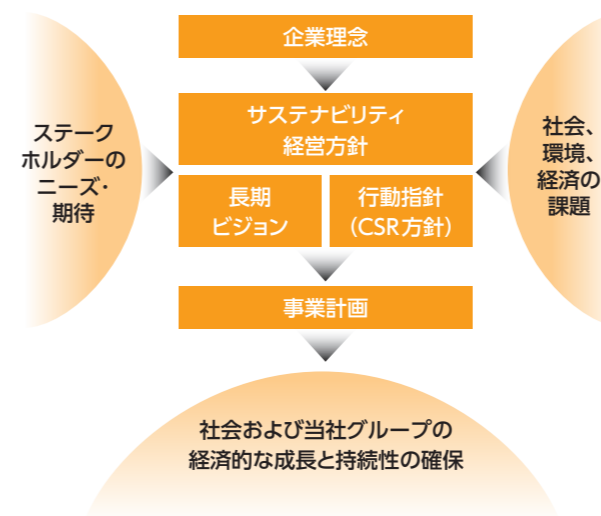 企業理念
サステナビリティ
経営方針
長期
ビジョン
行動指針
（CSR方針）
事業計画
ステーク
ホルダーの
ニーズ・
期待
社会、
環境、
経済の
課題
社会および当社グループの
経済的な成長と持続性の確保